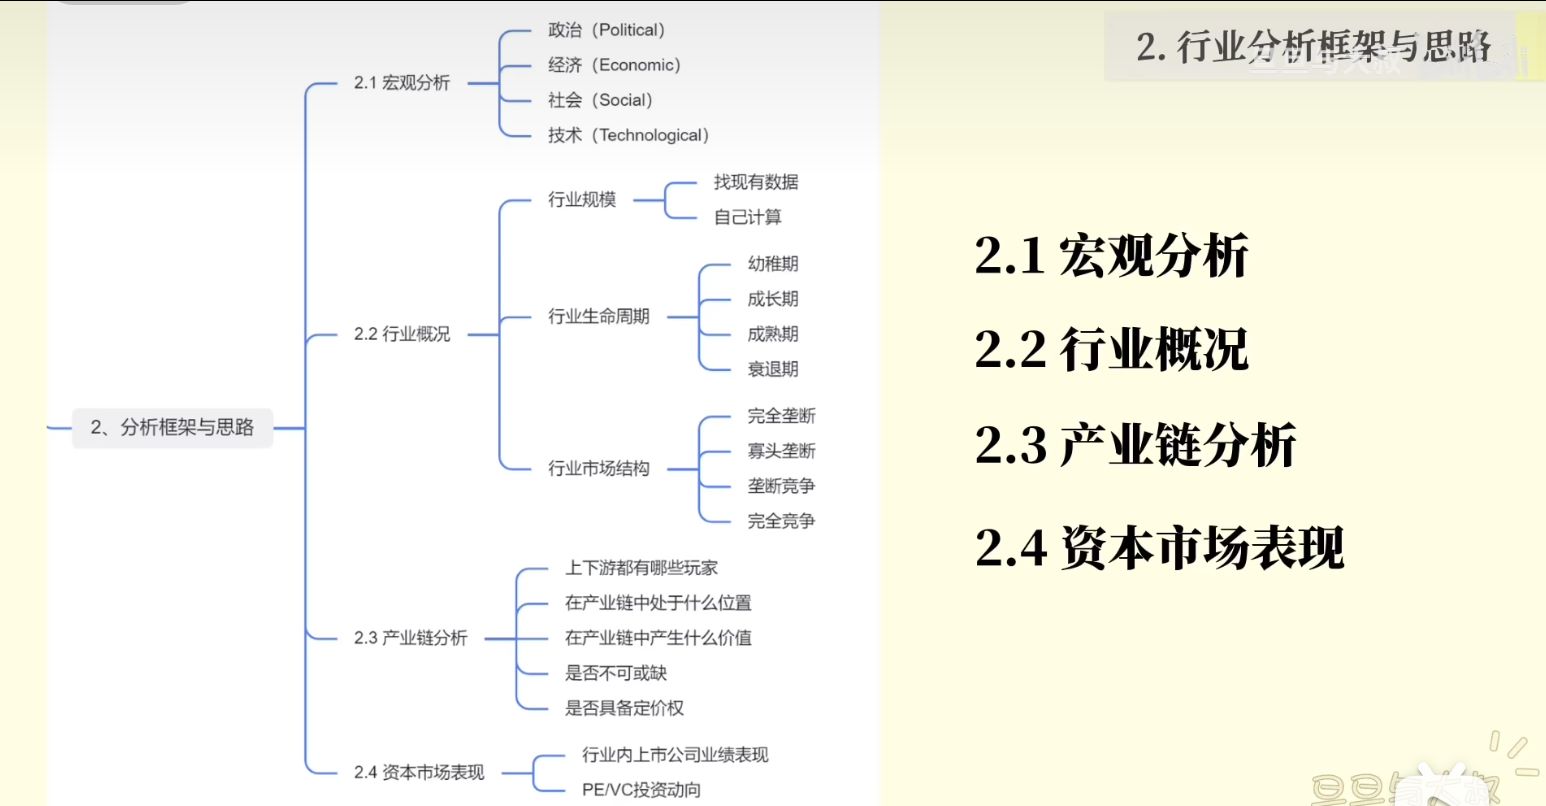 2. 行业分析框架与思路
政治（Political）
经济（Economic）
2.1 宏观分析
社会（Social）
技术（Technological）
找现有数据
行业规模
自己计算
幼稚期
成长期
行业生命周期
2.2 行业概况
成熟期
衰退期
完全垄断
寡头垄断
行业市场结构
垄断竞争
完全竞争
2、分析框架与思路
上下游都有哪些玩家
在产业链中处于什么位置
2.3 产业链分析
在产业链中产生什么价值
是否不可或缺
是否具备定价权
行业内上市公司业绩表现
2.4 资本市场表现
PE/VC投资动向
2.1 宏观分析
2.2 行业概况
2.3 产业链分析
2.4 资本市场表现